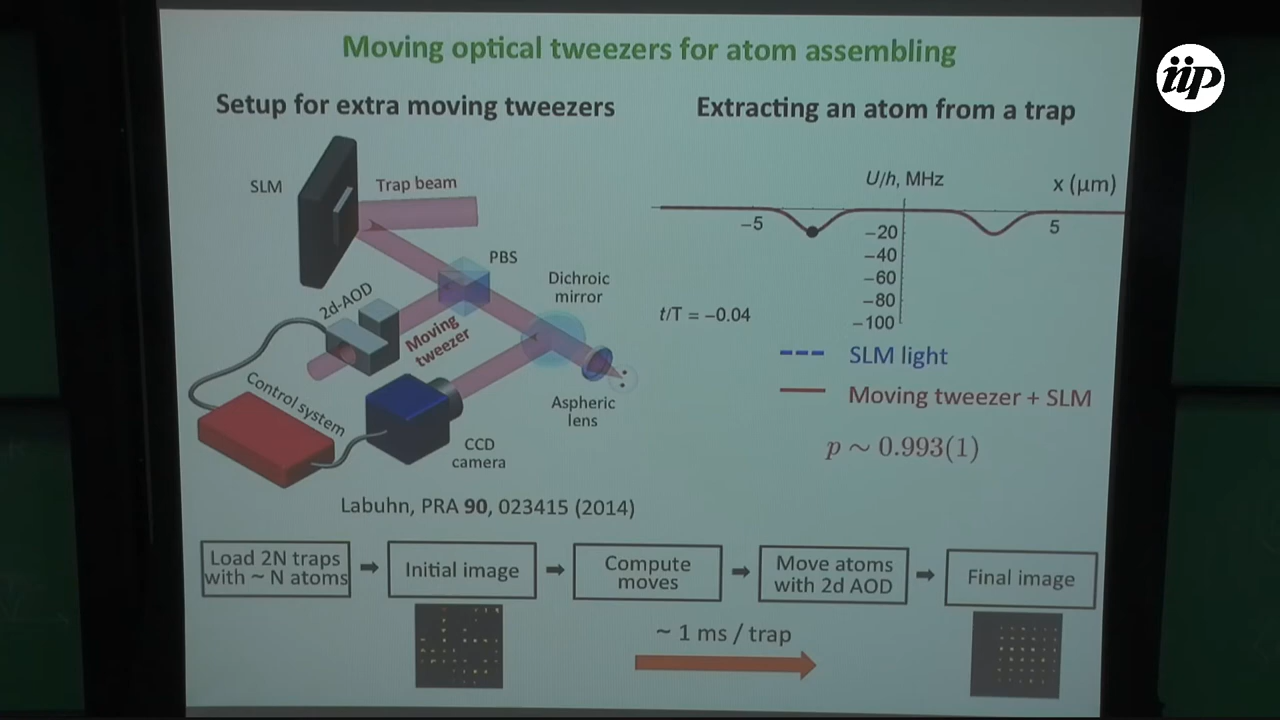 Moving optical tweezers for atom assembling
iip
Setup for extra moving tweezers
Extracting an atom from a trap
SLM
Trap beam
PBS
Dichroic
mirror
2d-AOD
Moving
tweezer
Control system
CCD
camera
Aspheric
lens
U/h, MHz
x (μm)
−5
5
−20
−40
−60
−80
−100
t/T = −0.04
SLM light
Moving tweezer + SLM
p ~ 0.993(1)
Labuhn, PRA 90, 023415 (2014)
Load 2N traps
with ~ N atoms
Initial image
Compute
moves
Move atoms
with 2d AOD
Final image
~ 1 ms / trap